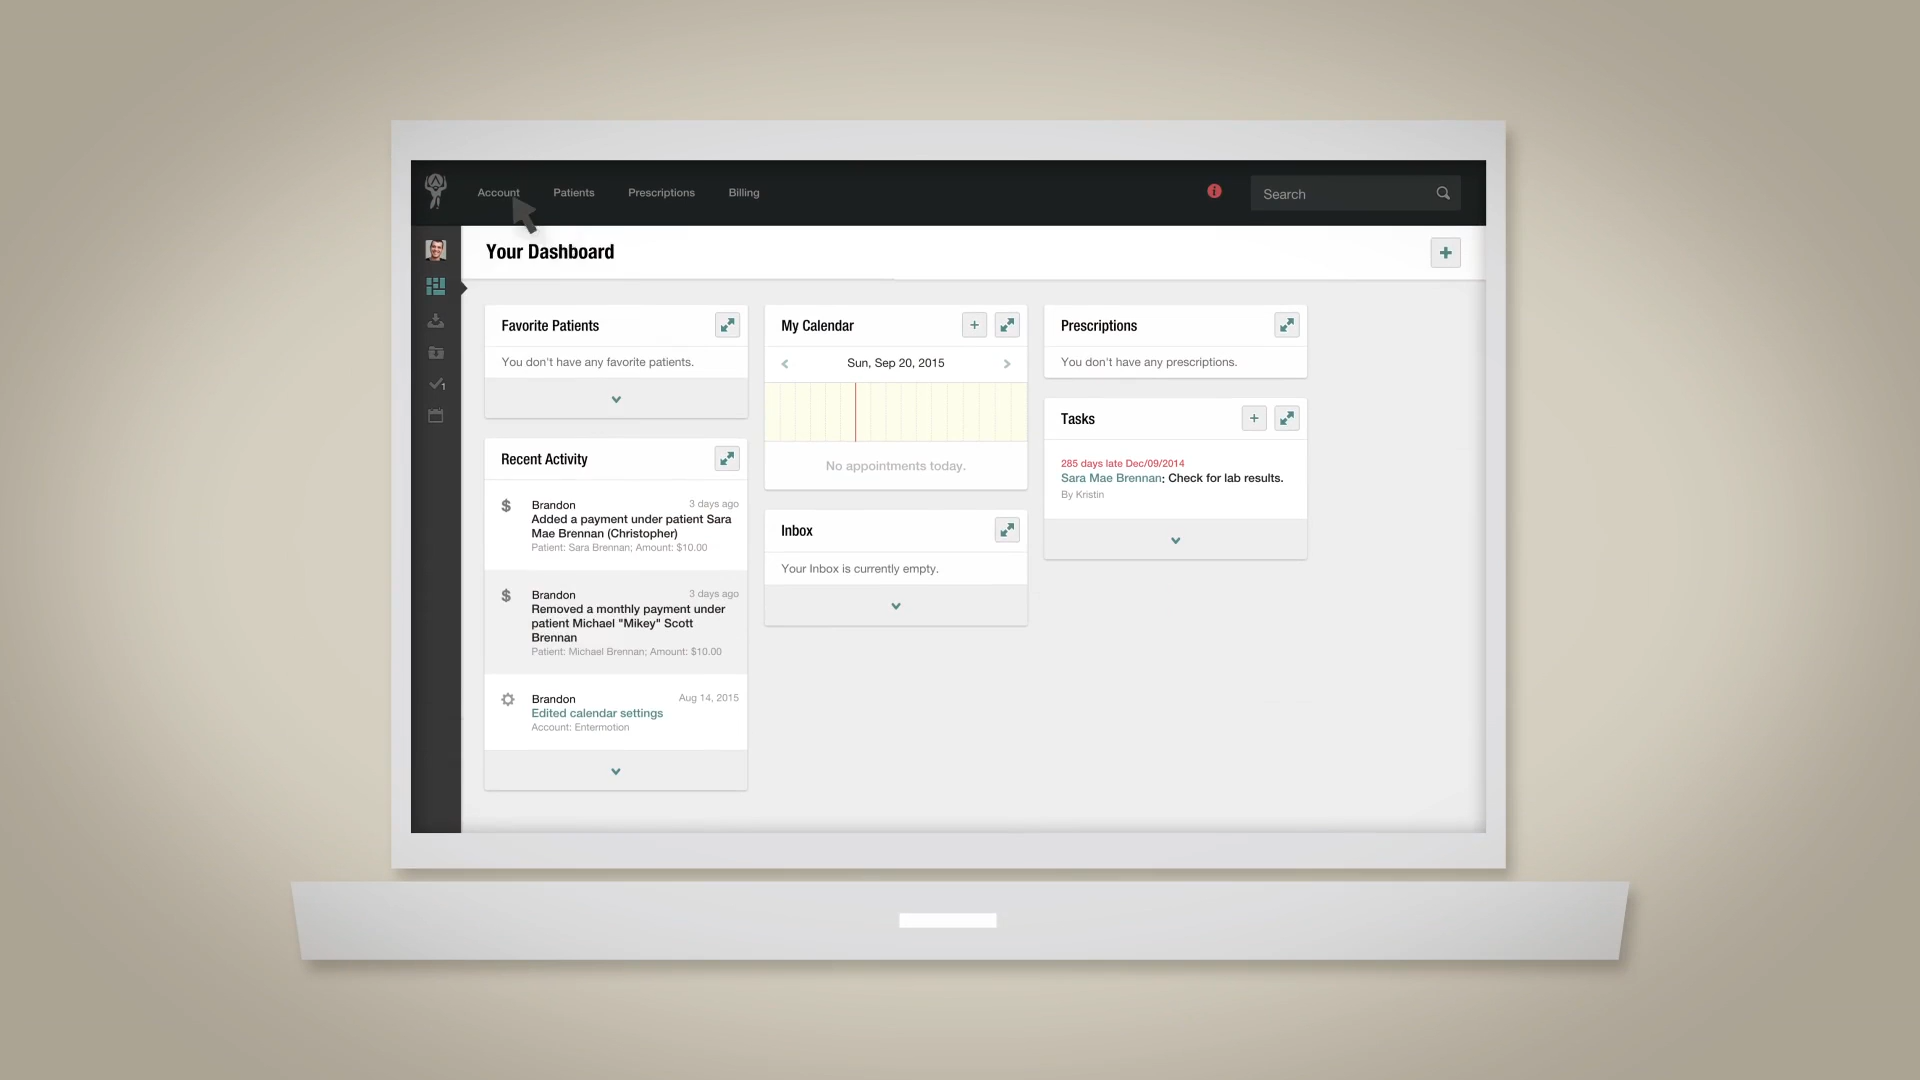 Account
Patients
Prescriptions
Billing
Search
Your Dashboard
Favorite Patients
You don't have any favorite patients.
Recent Activity
Brandon
3 days ago
Added a payment under patient Sara
Mae Brennan (Christopher)
Patient: Sara Brennan; Amount: $10.00
Brandon
3 days ago
Removed a monthly payment under
patient Michael "Mikey" Scott
Brennan
Patient: Michael Brennan; Amount: $10.00
Brandon
Aug 14, 2015
Edited calendar settings
Account: Entermotion
My Calendar
Sun, Sep 20, 2015
No appointments today.
Inbox
Your Inbox is currently empty.
Prescriptions
You don't have any prescriptions.
Tasks
285 days late Dec/09/2014
Sara Mae Brennan: Check for lab results.
By Kristin
1